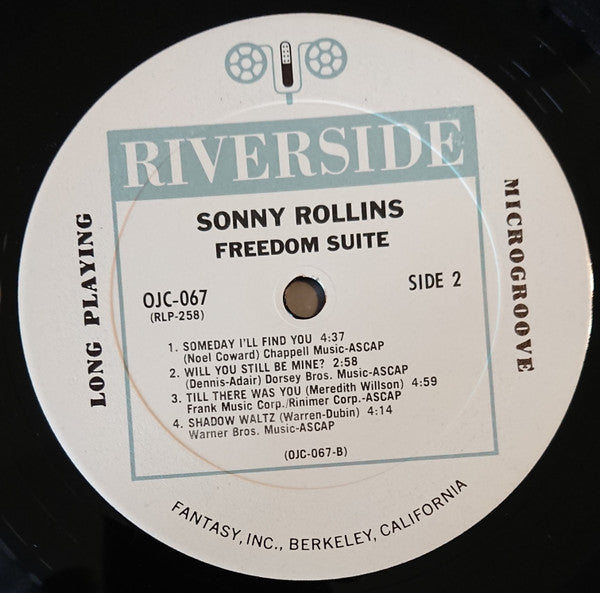 RIVERSIDE
SONNY ROLLINS
FREEDOM SUITE
OJC-067
(RLP-258)
SIDE 2
LONG PLAYING
MICROGROOVE
1. SOMEDAY I'LL FIND YOU 4:37
(Noel Coward) Chappell Music-ASCAP
2. WILL YOU STILL BE MINE? 2:58
(Dennis-Adair) Dorsey Bros. Music-ASCAP
3. TILL THERE WAS YOU (Meredith Willson) 4:59
Frank Music Corp./Rinimer Corp.-ASCAP
4. SHADOW WALTZ (Warren-Dubin) 4:14
Warner Bros. Music-ASCAP
(OJC-067-B)
FANTASY, INC., BERKELEY, CALIFORNIA